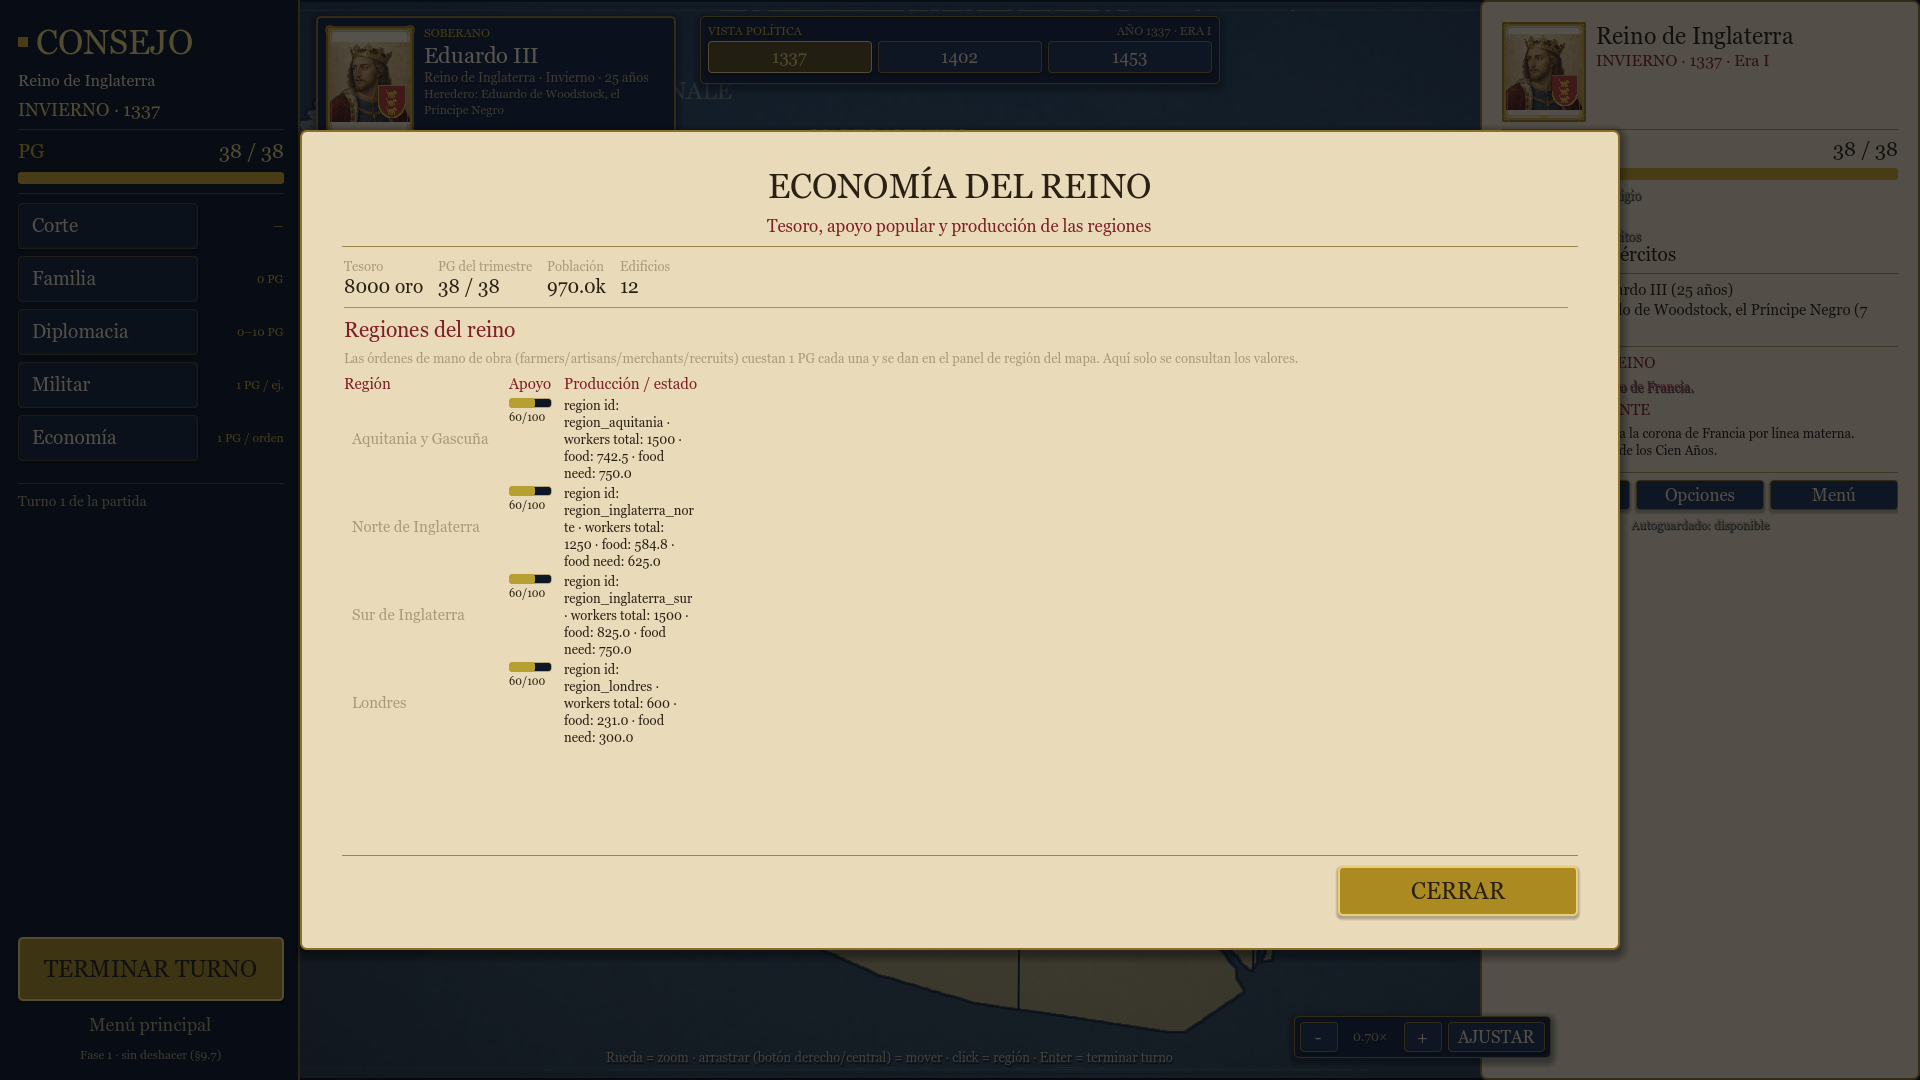 CONSEJO
Reino de Inglaterra
INVIERNO · 1337
PG 38 / 38
Corte –
Familia 0 PG
Diplomacia 0–10 PG
Militar 1 PG / ej.
Economía 1 PG / orden
Turno 1 de la partida
TERMINAR TURNO
Menú principal
Fase 1 · sin deshacer (§9.7)
SOBERANO
Eduardo III
Reino de Inglaterra · Invierno · 25 años
Heredero: Eduardo de Woodstock, el
Príncipe Negro
VISTA POLÍTICA AÑO 1337 · ERA I
1337 1402 1453
NALE
ECONOMÍA DEL REINO
Tesoro, apoyo popular y producción de las regiones
Tesoro PG del trimestre Población Edificios
8000 oro 38 / 38 970.0k 12
Regiones del reino
Las órdenes de mano de obra (farmers/artisans/merchants/recruits) cuestan 1 PG cada una y se dan en el panel de región del mapa. Aquí solo se consultan los valores.
Región Apoyo Producción / estado
Aquitania y Gascuña
60/100
region id:
region_aquitania ·
workers total: 1500 ·
food: 742.5 · food
need: 750.0
Norte de Inglaterra
60/100
region id:
region_inglaterra_nor
te · workers total:
1250 · food: 584.8 ·
food need: 625.0
Sur de Inglaterra
60/100
region id:
region_inglaterra_sur
· workers total: 1500 ·
food: 825.0 · food
need: 750.0
Londres
60/100
region id:
region_londres ·
workers total: 600 ·
food: 231.0 · food
need: 300.0
CERRAR
Reino de Inglaterra
INVIERNO · 1337 · Era I
38 / 38
igio
itos
ércitos
ardo III (25 años)
lo de Woodstock, el Príncipe Negro (7
EINO
o de Francia.
NTE
a la corona de Francia por línea materna.
de los Cien Años.
Opciones Menú
Autoguardado: disponible
Rueda = zoom · arrastrar (botón derecho/central) = mover · click = región · Enter = terminar turno
- 0.70× + AJUSTAR